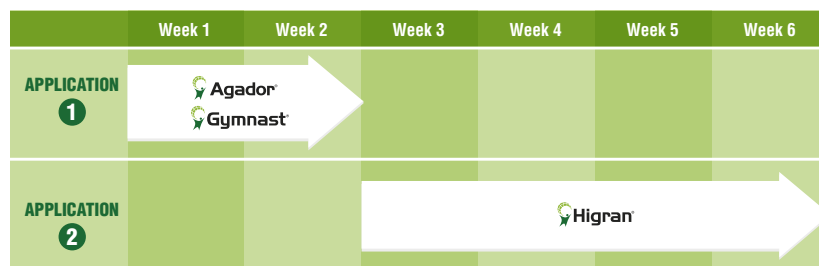 Week 1 Week 2 Week 3 Week 4 Week 5 Week 6
APPLICATION
1
Agador
Gymnast
APPLICATION
2
Higran